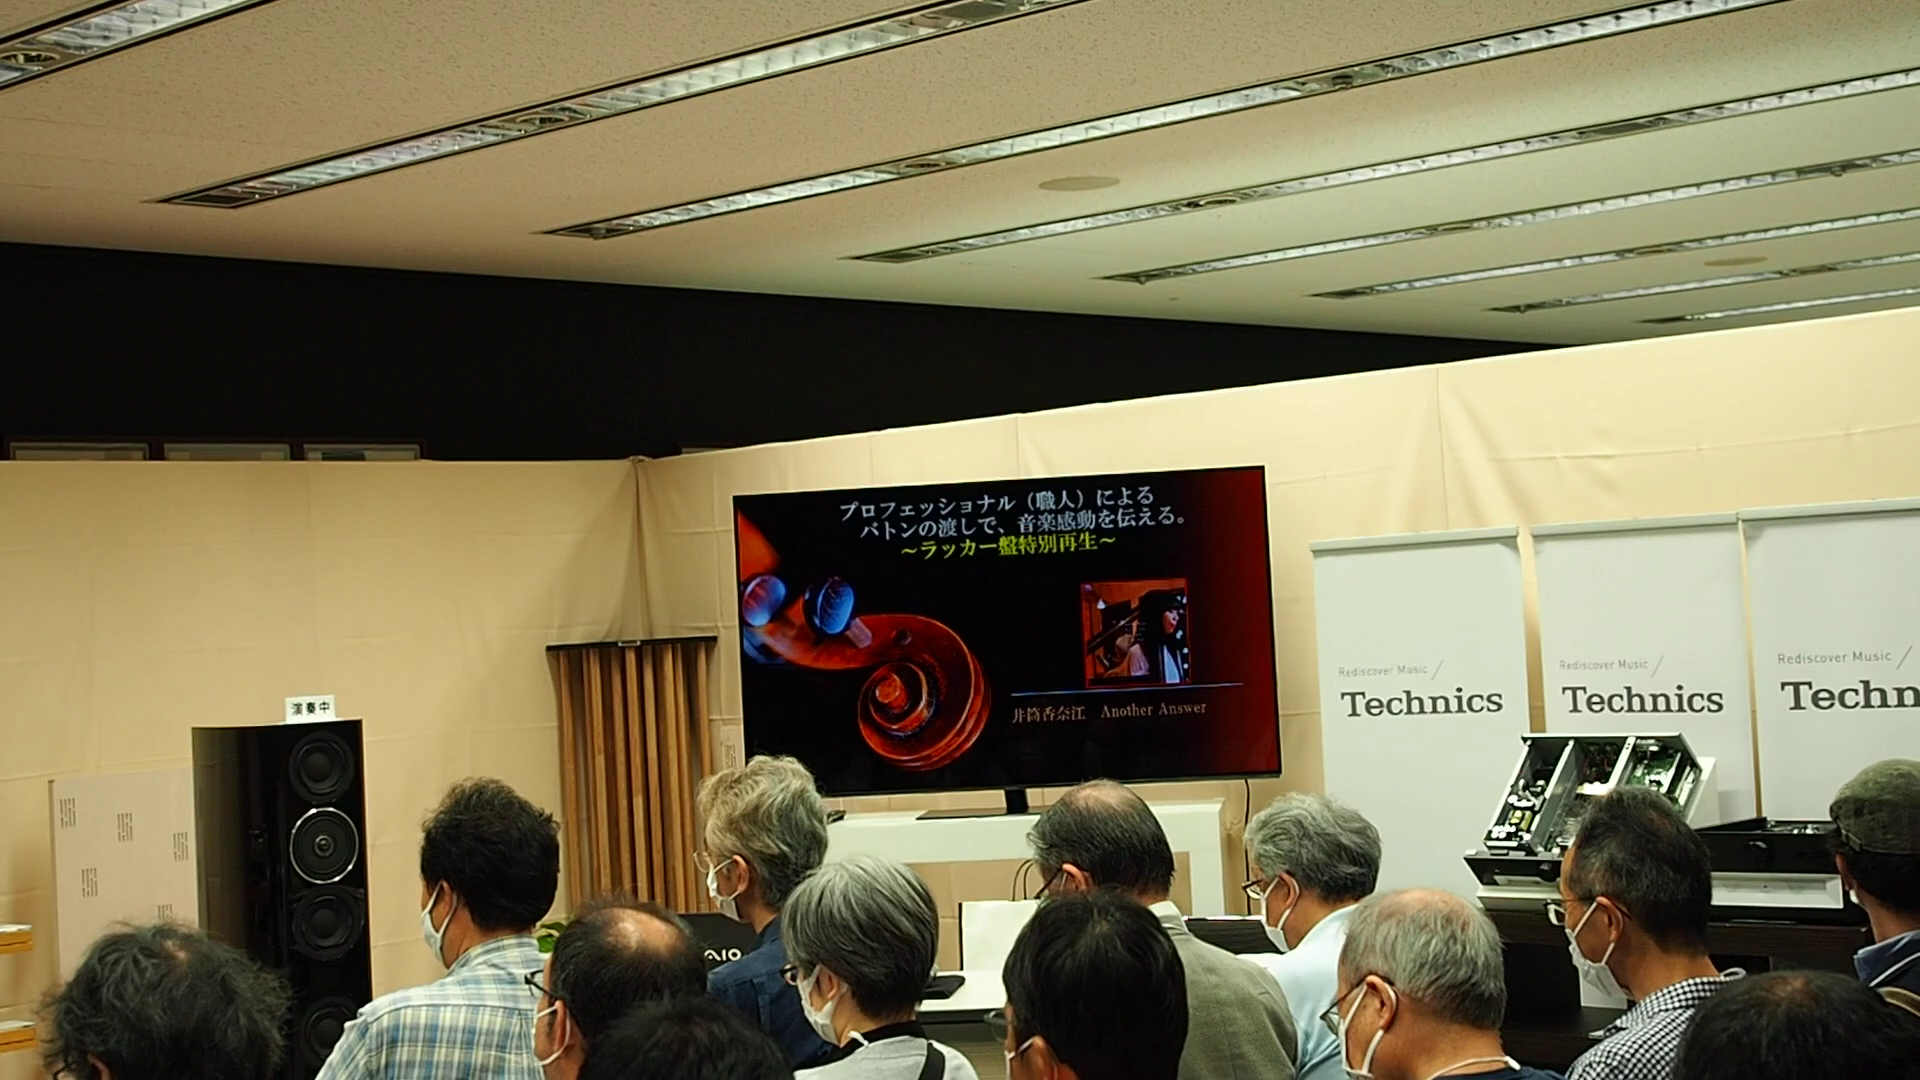 プロフェッショナル（職人）による
バトンの渡しで、音楽感動を伝える。
～ラッカー盤特別再生～
井筒香奈江 Another Answer
演奏中
Rediscover Music
Technics
Rediscover Music
Technics
Rediscover Music
Techn
AIO